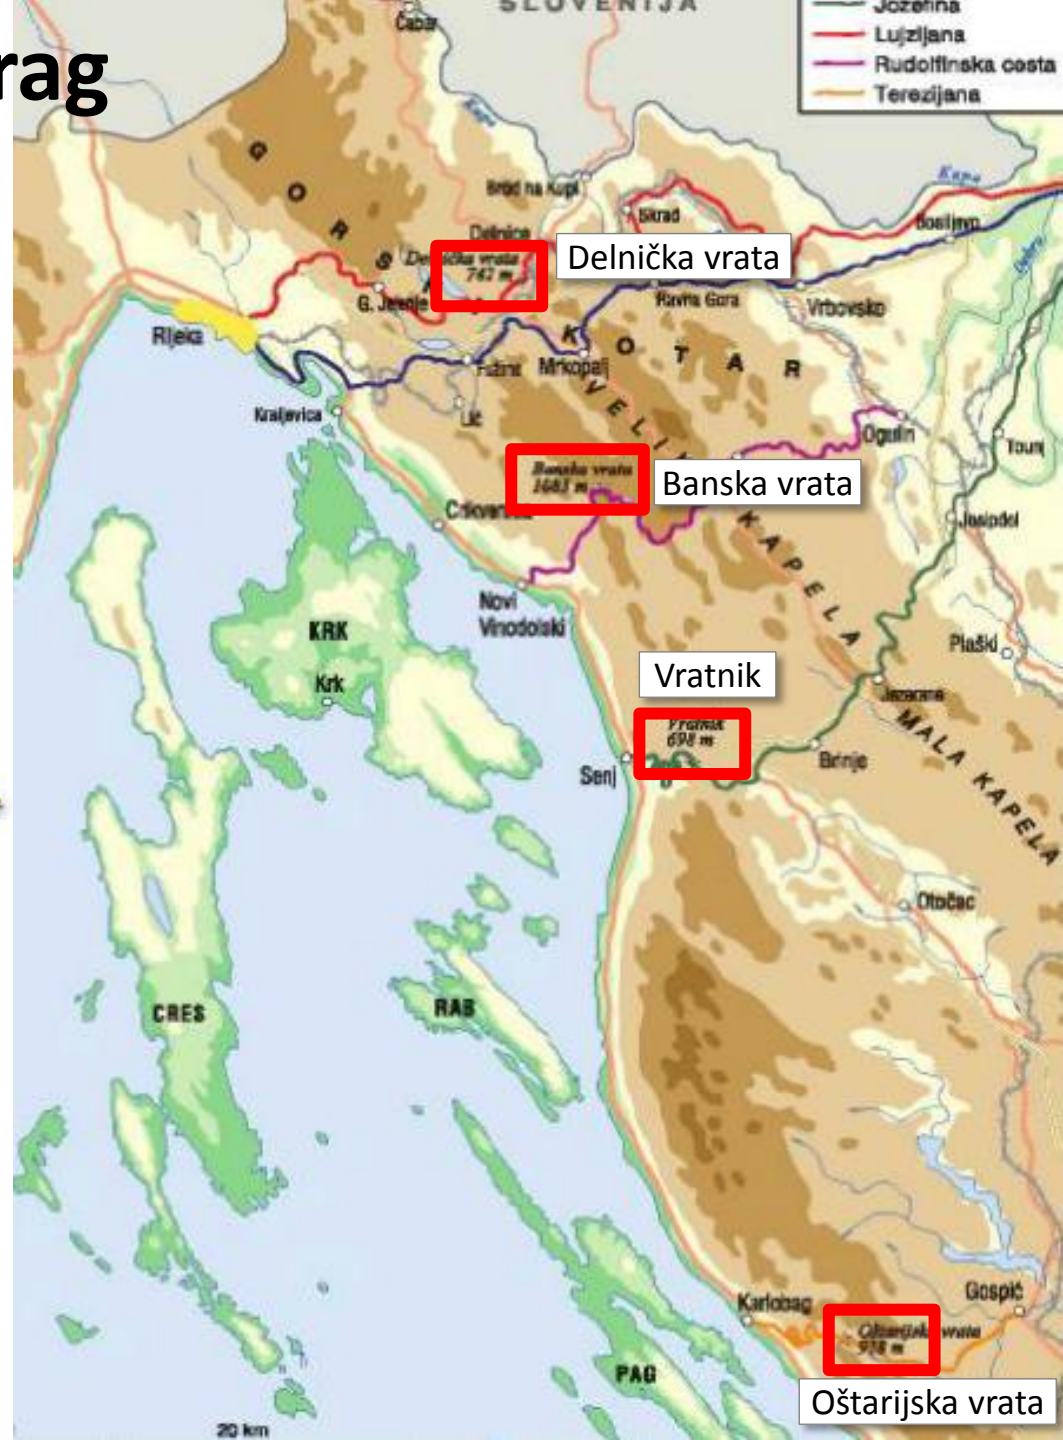 SLOVENIJA
Jozefina
Lujzijana
Rudolfinska cesta
Terezijana
rag
Čabar
Kupa
GORSKI KOTAR
Brod na Kupi
Skrad
Kupa
Bosiljevo
Dobra
Delnice
Delnička vrata
742 m
Delnička vrata
G. Jelenje
Ravna Gora
Vrbovsko
Rijeka
Fužine
Mrkopalj
Lič
Kraljevica
VELIKA KAPELA
Ogulin
Tounj
Banska vrata
Banska vrata
Crikvenica
Josipdol
Novi
Vinodolski
KRK
Krk
Plaški
Vratnik
Jezerane
Vratnik
698 m
MALA KAPELA
Senj
Brinje
Otočac
CRES
RAB
Karlobag
Gospić
Oštarijska vrata
PAG
Oštarijska vrata
20 km